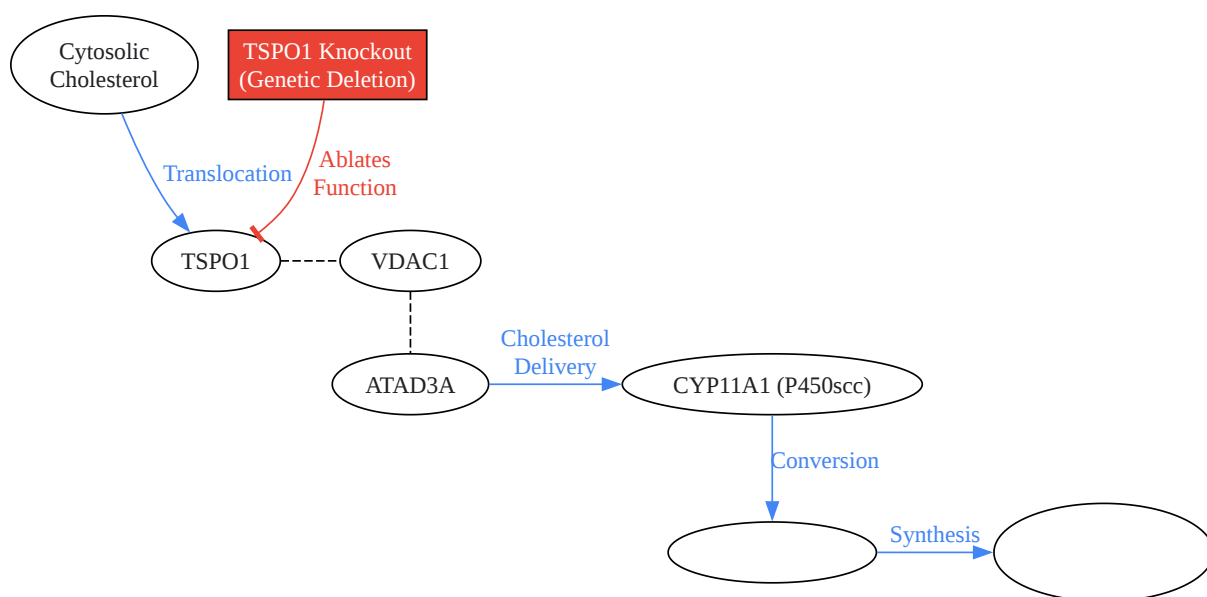 Cytosolic
Cholesterol
TSPO1 Knockout
(Genetic Deletion)
Translocation
Ablates
Function
TSPO1
VDAC1
Cholesterol
Delivery
ATAD3A
CYP11A1 (P450scc)
Conversion
Synthesis